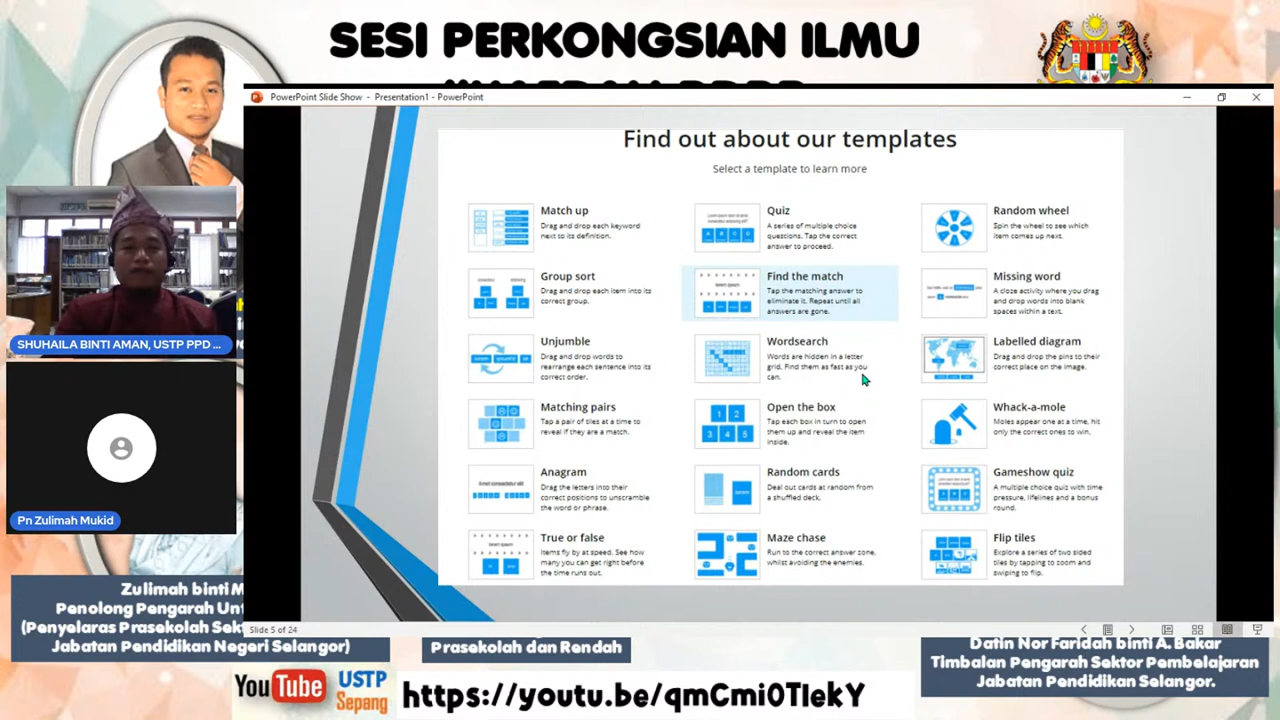 SESI PERKONGSIAN ILMU
PowerPoint Slide Show - Presentation1 - PowerPoint
Find out about our templates
Select a template to learn more
Match up
Drag and drop each keyword
next to its definition.
Quiz
A series of multiple choice
questions. Tap the correct
answer to proceed.
Random wheel
Spin the wheel to see which
item comes up next.
Group sort
Drag and drop each item into its
correct group.
Find the match
Tap the matching answer to
eliminate it. Repeat until all
answers are gone.
Missing word
A cloze activity where you drag
and drop words into blank
spaces within a text.
Unjumble
Drag and drop words to
rearrange each sentence into its
correct order.
Wordsearch
Words are hidden in a letter
grid. Find them as fast as you
can.
Labelled diagram
Drag and drop the pins to their
correct place on the image.
Matching pairs
Tap a pair of tiles at a time to
reveal if they are a match.
Open the box
Tap each box in turn to open
them up and reveal the item
inside.
1 2
3 4 5
Whack-a-mole
Moles appear one at a time, hit
only the correct ones to win.
Anagram
Drag the letters into their
correct positions to unscramble
the word or phrase.
Random cards
Deal out cards at random from
a shuffled deck.
Gameshow quiz
A multiple choice quiz with time
pressure, lifelines and a bonus
round.
True or false
Items fly by at speed. See how
many you can get right before
the time runs out.
Maze chase
Run to the correct answer zone,
whilst avoiding the enemies.
Flip tiles
Explore a series of two sided
tiles by tapping to zoom and
swiping to flip.
Slide 5 of 24
SHUHAILA BINTI AMAN, USTP PPD ...
Pn Zulimah Mukid
Zulimah binti M
Penolong Pengarah Un
(Penyelaras Prasekolah Sek
Jabatan Pendidikan Negeri Selangor)
Prasekolah dan Rendah
Datin Nor Faridah binti A. Bakar
Timbalan Pengarah Sektor Pembelajaran
Jabatan Pendidikan Selangor.
YouTube
USTP
Sepang
https://youtu.be/qmCmi0TIekY